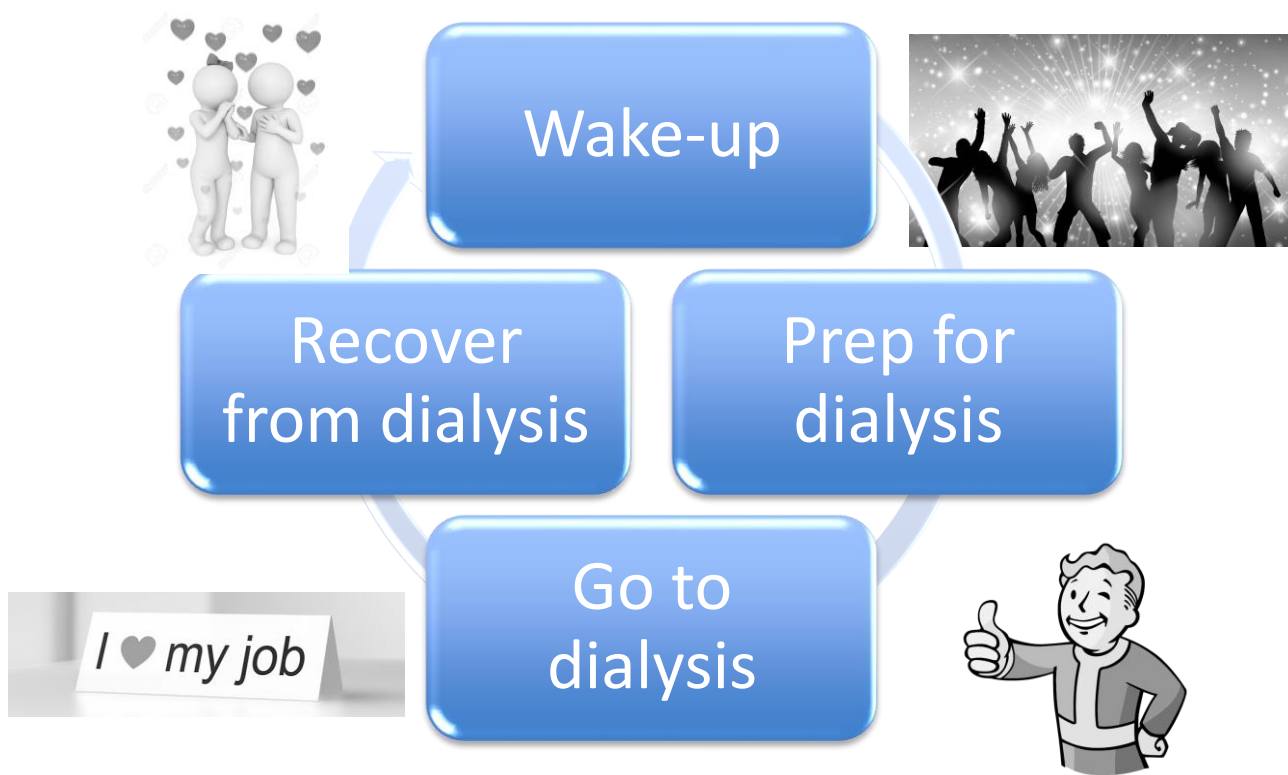 Wake-up
Prep for
dialysis
Go to
dialysis
Recover
from dialysis
I ♥ my job